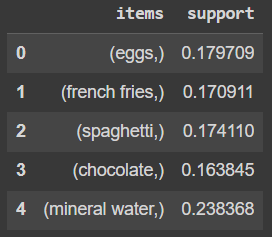 items support
0 (eggs,) 0.179709
1 (french fries,) 0.170911
2 (spaghetti,) 0.174110
3 (chocolate,) 0.163845
4 (mineral water,) 0.238368